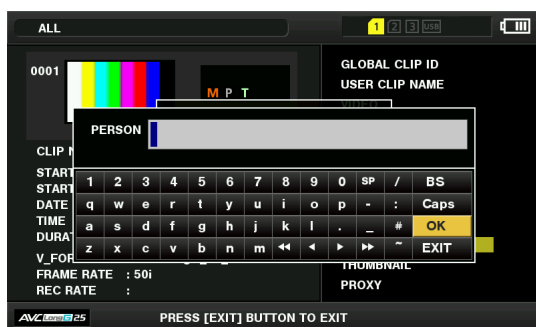 ALL
1 2 3 USB
0001
M P T
GLOBAL CLIP ID
USER CLIP NAME
VIDEO
PERSON
CLIP N
START
START
DATE
TIME
DURAT
V_FOR
FRAME RATE : 50i
REC RATE :
1 2 3 4 5 6 7 8 9 0 SP / BS
q w e r t y u i o p - : Caps
a s d f g h j k l . _ # OK
z x c v b n m ~ EXIT
THUMBNAIL
PROXY
AVC LongG 25
PRESS [EXIT] BUTTON TO EXIT